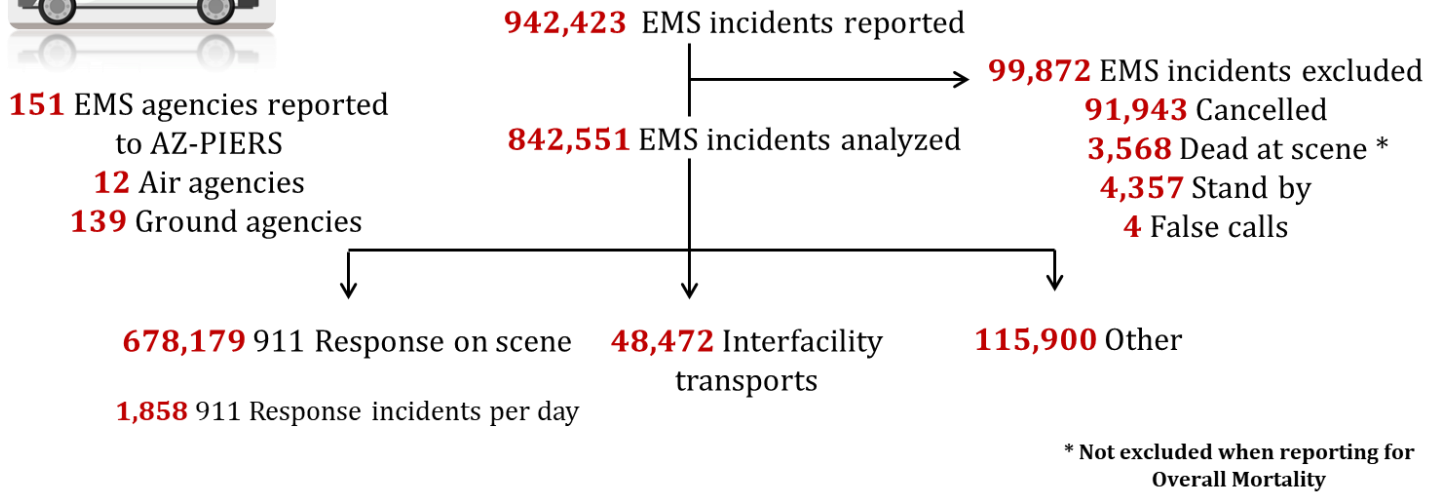 942,423 EMS incidents reported
99,872 EMS incidents excluded
91,943 Cancelled
3,568 Dead at scene *
4,357 Stand by
4 False calls
151 EMS agencies reported
to AZ-PIERS
12 Air agencies
139 Ground agencies
842,551 EMS incidents analyzed
678,179 911 Response on scene
1,858 911 Response incidents per day
48,472 Interfacility
transports
115,900 Other
* Not excluded when reporting for
Overall Mortality